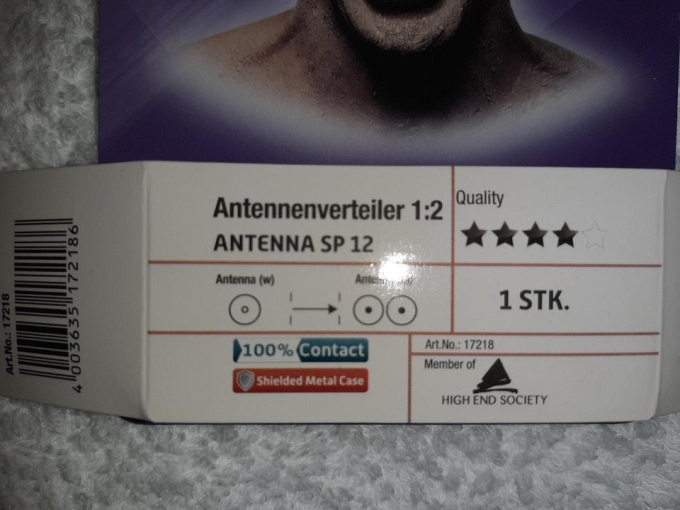 Antennenverteiler 1:2
ANTENNA SP 12
Quality
Antenna (w)
1 STK.
100% Contact
Shielded Metal Case
Art.No.: 17218
Member of
HIGH END SOCIETY
Art.No.: 17218
4 003635 172186